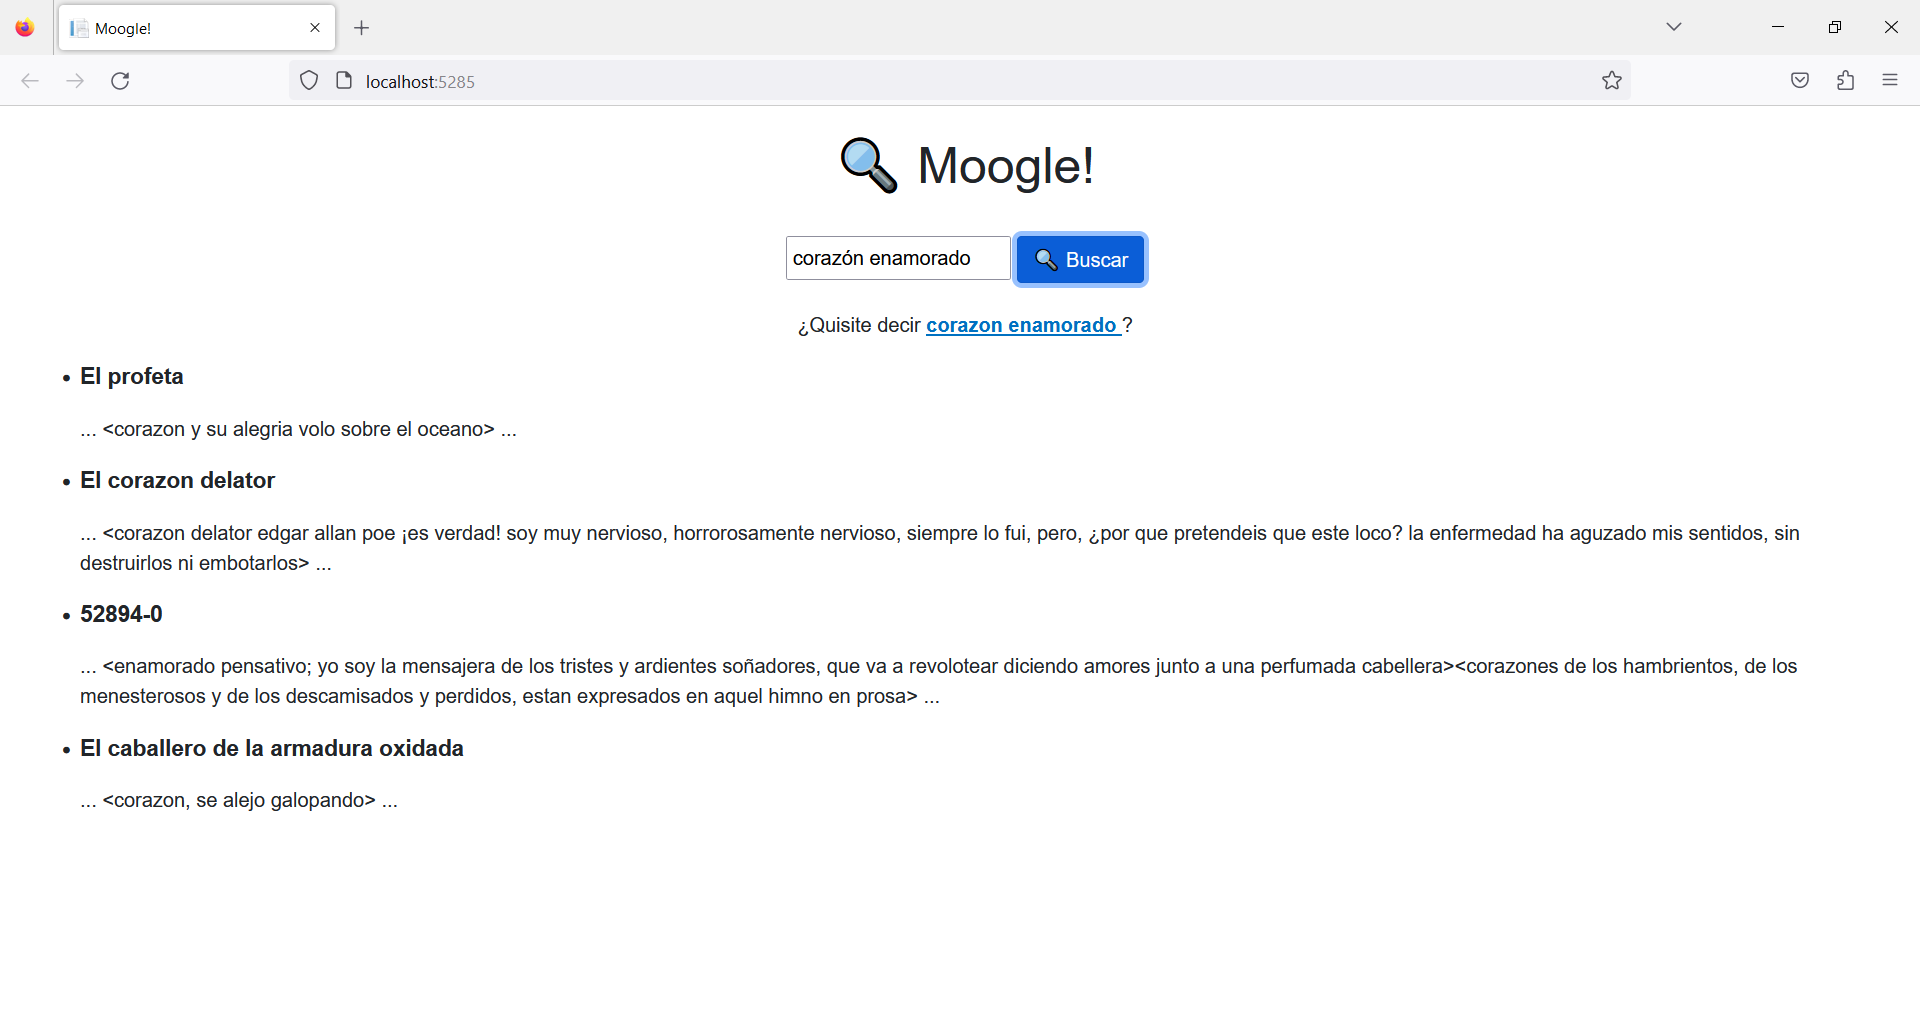 Moogle!
localhost:5285
Moogle!
corazón enamorado
Buscar
¿Quisite decir corazon enamorado ?
El profeta
... <corazon y su alegria volo sobre el oceano> ...
El corazon delator
... <corazon delator edgar allan poe ¡es verdad! soy muy nervioso, horrorosamente nervioso, siempre lo fui, pero, ¿por que pretendeis que este loco? la enfermedad ha aguzado mis sentidos, sin
destruirlos ni embotarlos> ...
52894-0
... <enamorado pensativo; yo soy la mensajera de los tristes y ardientes soñadores, que va a revolotear diciendo amores junto a una perfumada cabellera><corazones de los hambrientos, de los
menesterosos y de los descamisados y perdidos, estan expresados en aquel himno en prosa> ...
El caballero de la armadura oxidada
... <corazon, se alejo galopando> ...